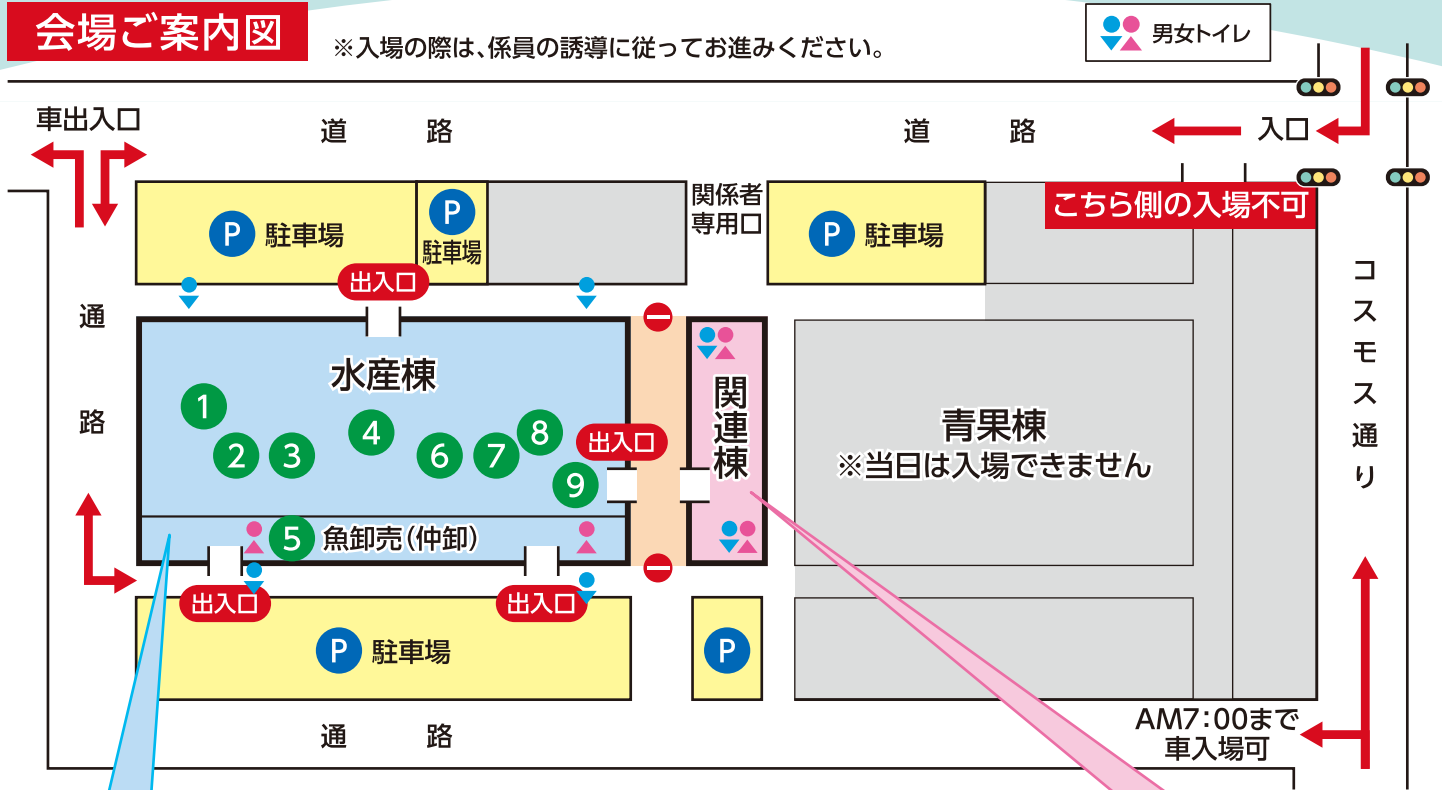 会場ご案内図
※入場の際は、係員の誘導に従ってお進みください。
男女トイレ
車出入口
道路
道路
入口
P 駐車場
P
駐車場
関係者
専用口
P 駐車場
こちら側の入場不可
出入口
通路
水産棟
1
2
3
4
6
7
8
9
出入口
関連棟
青果棟
※当日は入場できません
コスモス通り
5
魚卸売(仲卸)
出入口
出入口
P 駐車場
P
通路
AM7:00まで
車入場可